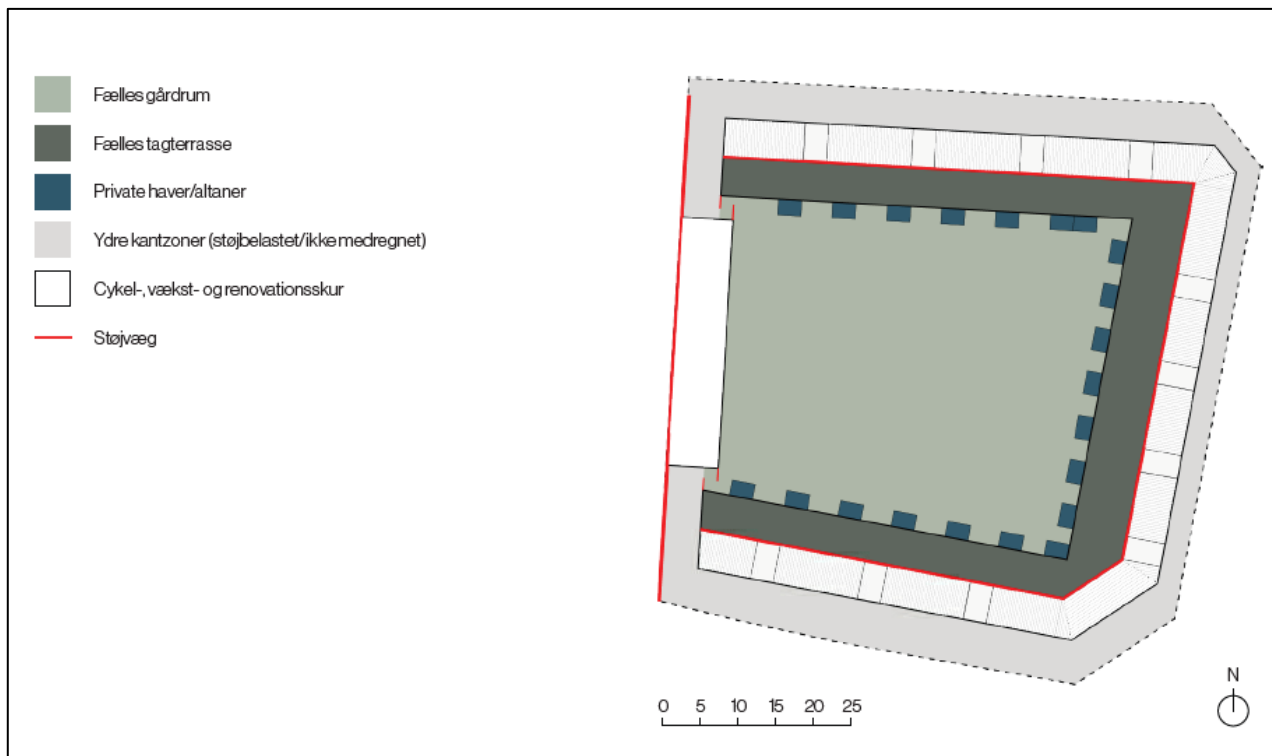 Fælles gårdrum
Fælles tagterrasse
Private haver/altaner
Ydre kantzoner (støjbelastet/ikke medregnet)
Cykel-, vækst- og renovationsskur
Støjvæg
0 5 10 15 20 25
N